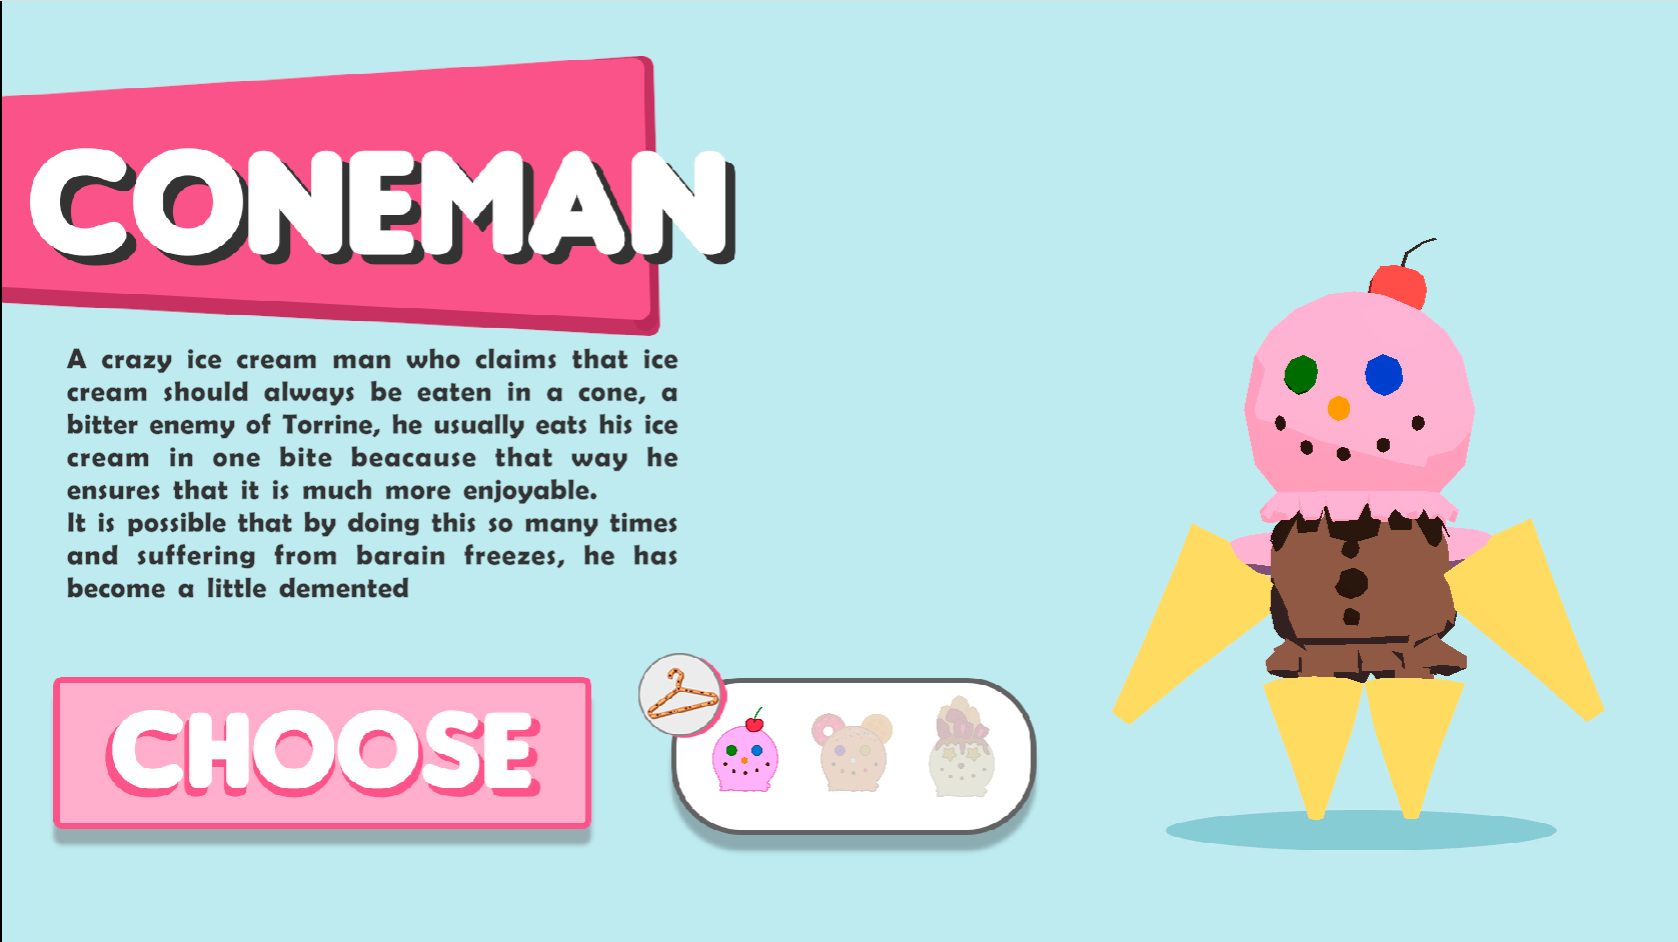 CONEMAN
A crazy ice cream man who claims that ice
cream should always be eaten in a cone, a
bitter enemy of Torrine, he usually eats his ice
cream in one bite beacause that way he
ensures that it is much more enjoyable.
It is possible that by doing this so many times
and suffering from barain freezes, he has
become a little demented
CHOOSE